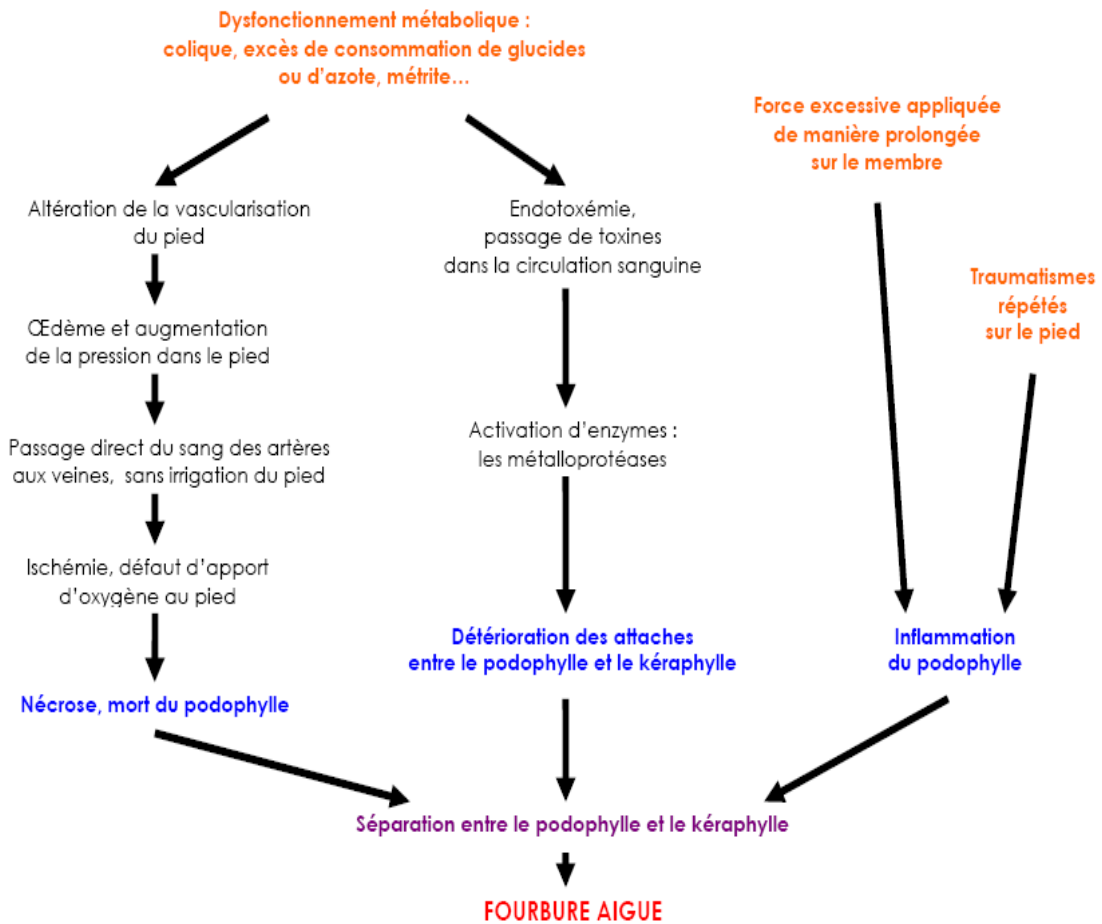 Dysfonctionnement métabolique :
colique, excès de consommation de glucides
ou d'azote, métrite...
Force excessive appliquée
de manière prolongée
sur le membre
Altération de la vascularisation
du pied
Endotoxémie,
passage de toxines
dans la circulation sanguine
Traumatismes
répétés
sur le pied
Œdème et augmentation
de la pression dans le pied
Passage direct du sang des artères
aux veines, sans irrigation du pied
Activation d'enzymes :
les métalloprotéases
Ischémie, défaut d'apport
d'oxygène au pied
Détérioration des attaches
entre le podophylle et le kéraphylle
Inflammation
du podophylle
Nécrose, mort du podophylle
Séparation entre le podophylle et le kéraphylle
FOURBURE AIGUE